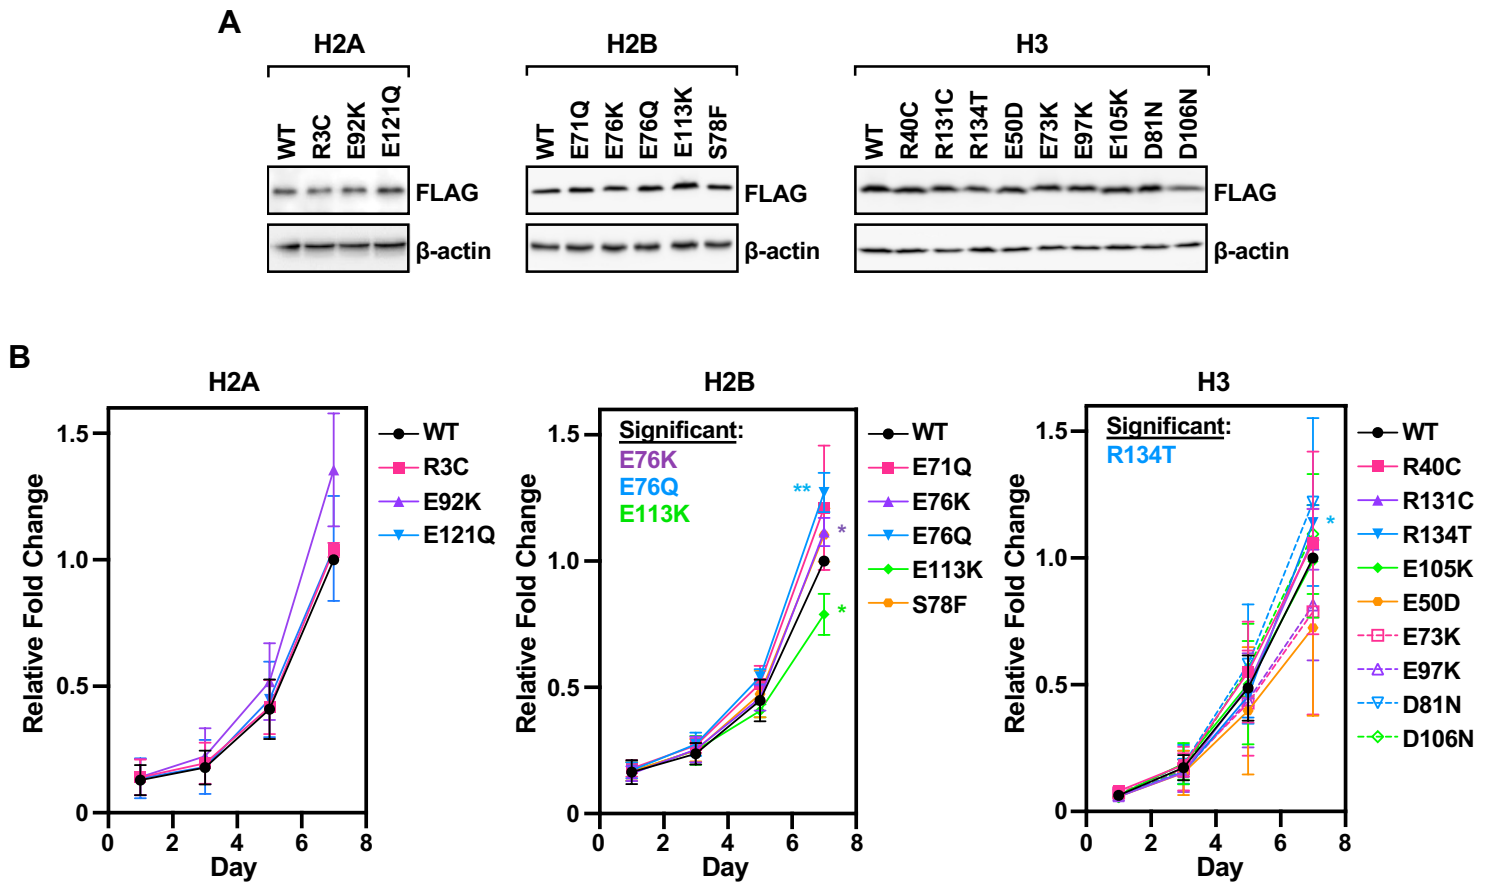 A
H2A
H2B
H3
WT R3C E92K E121Q
WT E71Q E76K E76Q E113K S78F
WT R40C R131C R134T E50D E73K E97K E105K D81N D106N
FLAG
FLAG
FLAG
β-actin
β-actin
β-actin
B
H2A
Relative Fold Change
1.5
1.0
0.5
0
0 2 4 6 8
Day
WT
R3C
E92K
E121Q
H2B
Relative Fold Change
1.5
1.0
0.5
0
0 2 4 6 8
Day
Significant:
E76K
E76Q
E113K
**
*
*
WT
E71Q
E76K
E76Q
E113K
S78F
H3
Relative Fold Change
1.5
1.0
0.5
0
0 2 4 6 8
Day
Significant:
R134T
*
WT
R40C
R131C
R134T
E105K
E50D
E73K
E97K
D81N
D106N